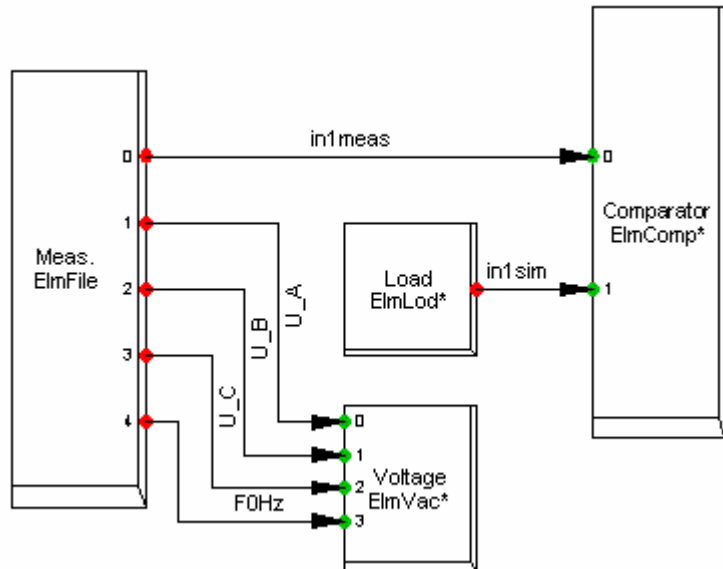 0
in1meas
0
Comparator
ElmComp*
1
Meas.
ElmFile
1
2
3
4
U_A
U_B
U_C
Load
ElmLod*
in1sim
1
0
1
2
3
Voltage
ElmVac*
F0Hz